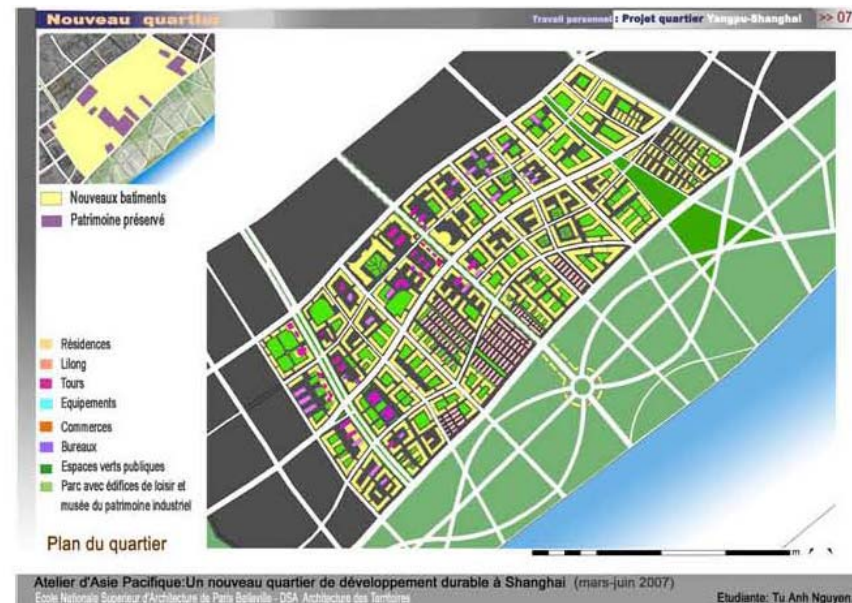 Nouveau quartier
Travail personnel : Projet quartier Yangpu-Shanghai >> 07
Nouveaux batiments
Patrimoine préservé
Résidences
Lilong
Tours
Equipements
Commerces
Bureaux
Espaces verts publiques
Parc avec édifices de loisir et
musée du patrimoine industriel
Plan du quartier
m
Atelier d'Asie Pacifique:Un nouveau quartier de développement durable à Shanghai (mars-juin 2007)
Ecole Nationale Superieur d'Architecture de Paris Belleville - DSA Architecture des Territoires
Etudiante: Tu Anh Nguyen